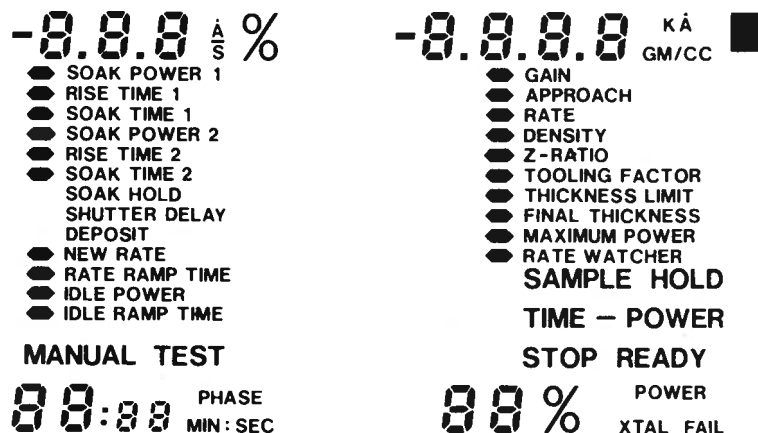 -8.8.8 Å/S %
SOAK POWER 1
RISE TIME 1
SOAK TIME 1
SOAK POWER 2
RISE TIME 2
SOAK TIME 2
SOAK HOLD
SHUTTER DELAY
DEPOSIT
NEW RATE
RATE RAMP TIME
IDLE POWER
IDLE RAMP TIME
MANUAL TEST
88:88 PHASE
MIN:SEC
-8.8.8.8 KÅ
GM/CC
GAIN
APPROACH
RATE
DENSITY
Z-RATIO
TOOLING FACTOR
THICKNESS LIMIT
FINAL THICKNESS
MAXIMUM POWER
RATE WATCHER
SAMPLE HOLD
TIME – POWER
STOP READY
88 % POWER
XTAL FAIL